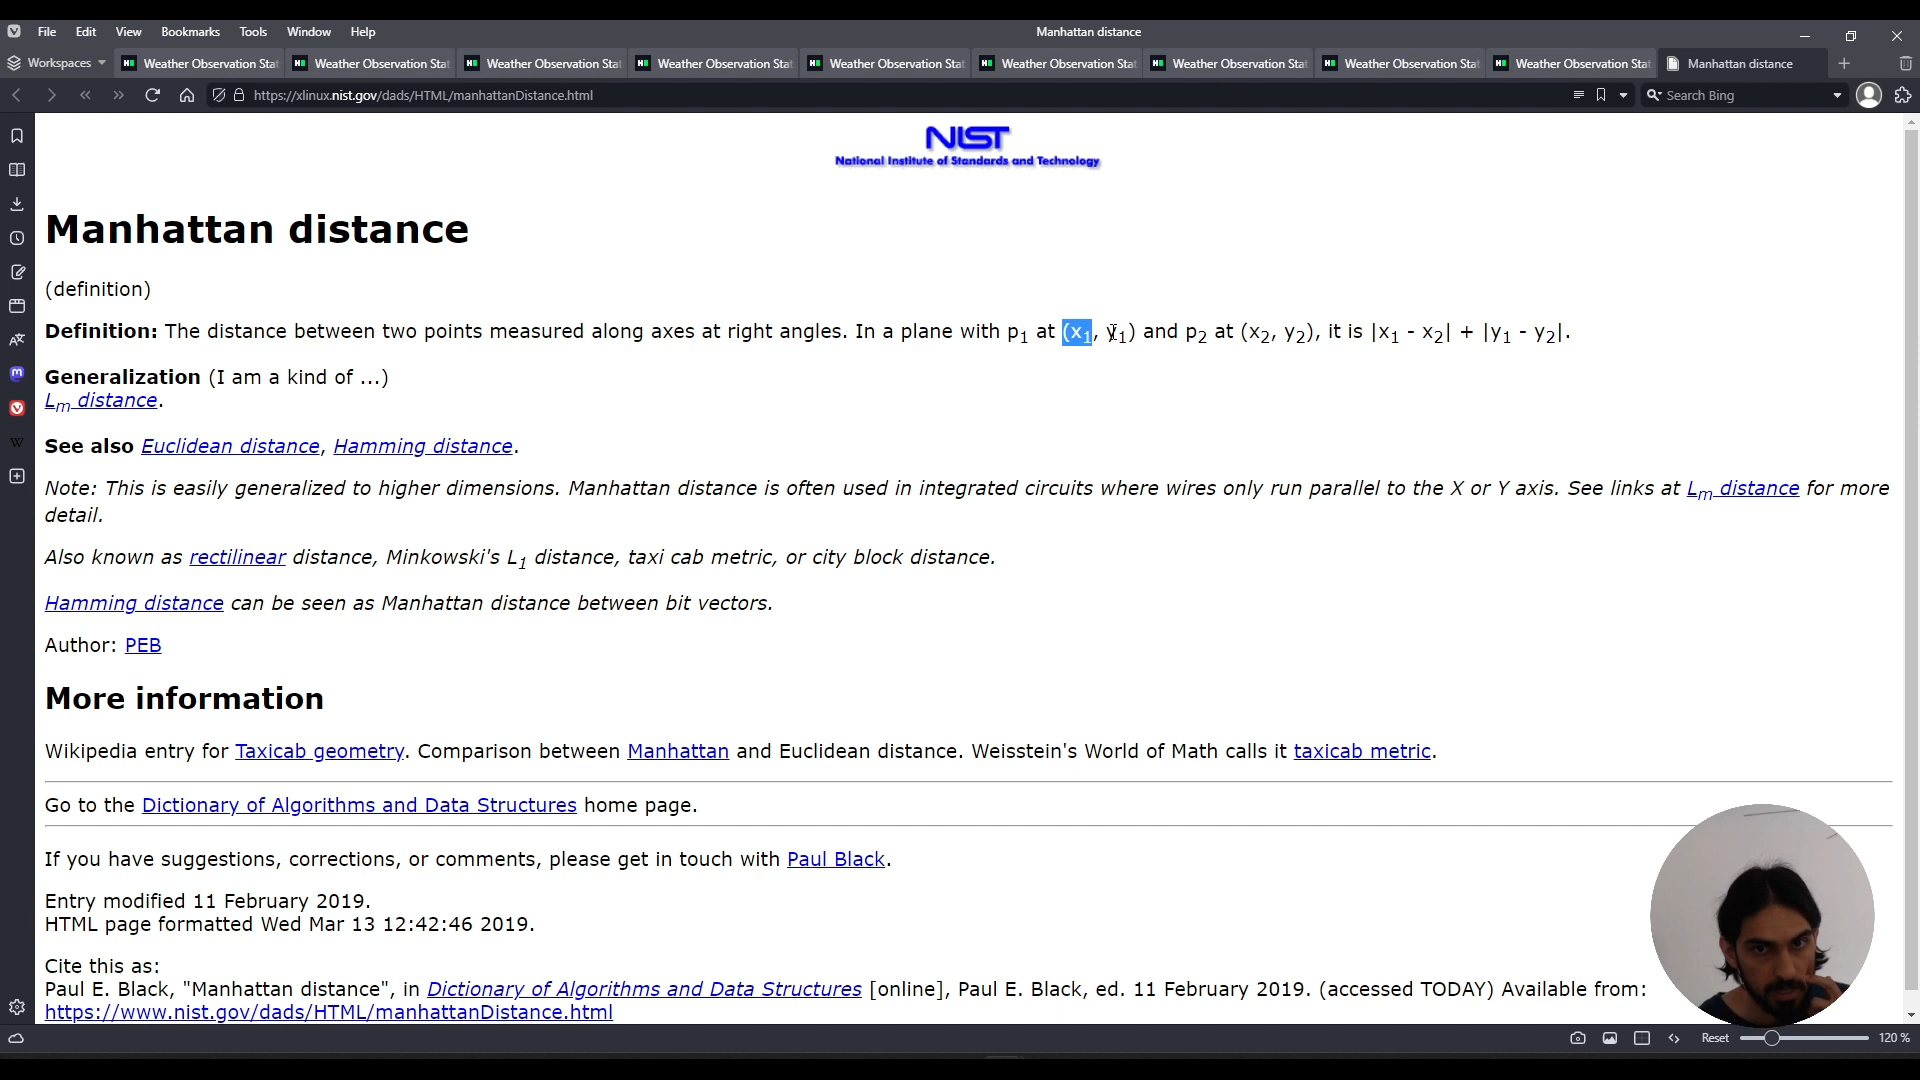 File Edit View Bookmarks Tools Window Help
Manhattan distance
Workspaces
Weather Observation Stat
Weather Observation Stat
Weather Observation Stat
Weather Observation Stat
Weather Observation Stat
Weather Observation Stat
Weather Observation Stat
Weather Observation Stat
Weather Observation Stat
Manhattan distance
https://xlinux.nist.gov/dads/HTML/manhattanDistance.html
Search Bing
NIST
National Institute of Standards and Technology
Manhattan distance
(definition)
Definition: The distance between two points measured along axes at right angles. In a plane with p1 at (x1, y1) and p2 at (x2, y2), it is |x1 - x2| + |y1 - y2|.
Generalization (I am a kind of ...)
Lm distance.
See also Euclidean distance, Hamming distance.
Note: This is easily generalized to higher dimensions. Manhattan distance is often used in integrated circuits where wires only run parallel to the X or Y axis. See links at Lm distance for more
detail.
Also known as rectilinear distance, Minkowski's L1 distance, taxi cab metric, or city block distance.
Hamming distance can be seen as Manhattan distance between bit vectors.
Author: PEB
More information
Wikipedia entry for Taxicab geometry. Comparison between Manhattan and Euclidean distance. Weisstein's World of Math calls it taxicab metric.
Go to the Dictionary of Algorithms and Data Structures home page.
If you have suggestions, corrections, or comments, please get in touch with Paul Black.
Entry modified 11 February 2019.
HTML page formatted Wed Mar 13 12:42:46 2019.
Cite this as:
Paul E. Black, "Manhattan distance", in Dictionary of Algorithms and Data Structures [online], Paul E. Black, ed. 11 February 2019. (accessed TODAY) Available from:
https://www.nist.gov/dads/HTML/manhattanDistance.html
Reset
120 %